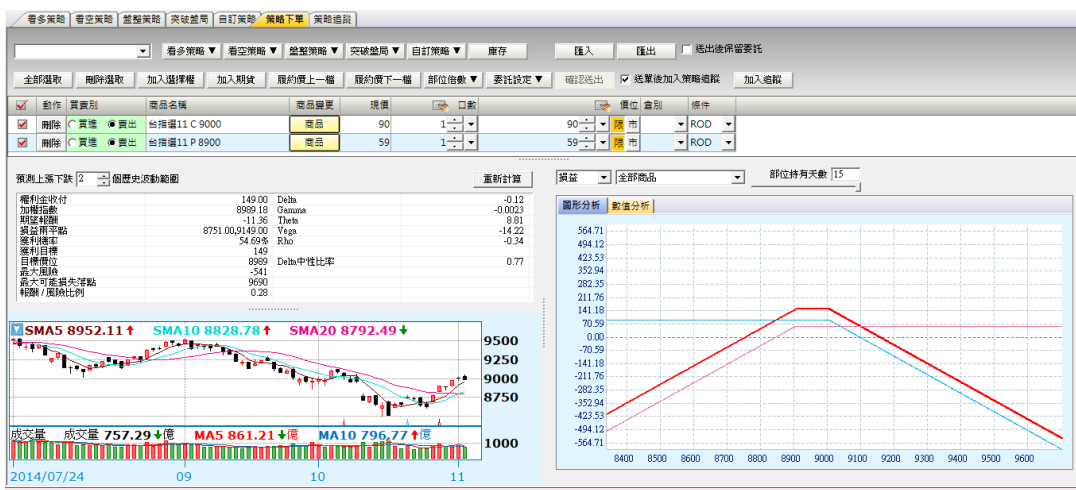 看多策略 看空策略 盤整策略 突破盤局 自訂策略 策略下單 策略追蹤
看多策略 ▼ 看空策略 ▼ 盤整策略 ▼ 突破盤局 ▼ 自訂策略 ▼ 庫存 匯入 匯出 送出後保留委託
全部選取 刪除選取 加入選擇權 加入期貨 履約價上一檔 履約價下一檔 部位倍數 ▼ 委託設定 ▼ 確認送出 送單後加入策略追蹤 加入追蹤
動作 買賣別 商品名稱 商品變更 現價 口數 價位 倉別 條件
刪除 買進 賣出 台指選11 C 9000 商品 90 1 90 限 市 ROD
刪除 買進 賣出 台指選11 P 8900 商品 59 1 59 限 市 ROD
預測上漲下跌 2 個歷史波動範圍 重新計算
損益 全部商品 部位持有天數 15
權利金收付 149.00 Delta -0.12
加權指數 8989.18 Gamma -0.0023
期望報酬 -11.36 Theta 8.81
損益兩平點 8751.00,9149.00 Vega -14.22
獲利機率 54.69% Rho -0.34
獲利目標 149
目標價位 8989 Delta中性比率 0.77
最大風險 -541
最大可能損失落點 9690
報酬 / 風險比例 0.28
圖形分析 數值分析
564.71
494.12
423.53
352.94
282.35
211.76
141.18
70.59
0.00
-70.59
-141.18
-211.76
-282.35
-352.94
-423.53
-494.12
-564.71
8400 8500 8600 8700 8800 8900 9000 9100 9200 9300 9400 9500 9600
SMA5 8952.11 SMA10 8828.78 SMA20 8792.49
9500
9250
9000
8750
成交量 成交量 757.29 億 MA5 861.21 億 MA10 796.77 億
1000
2014/07/24 09 10 11